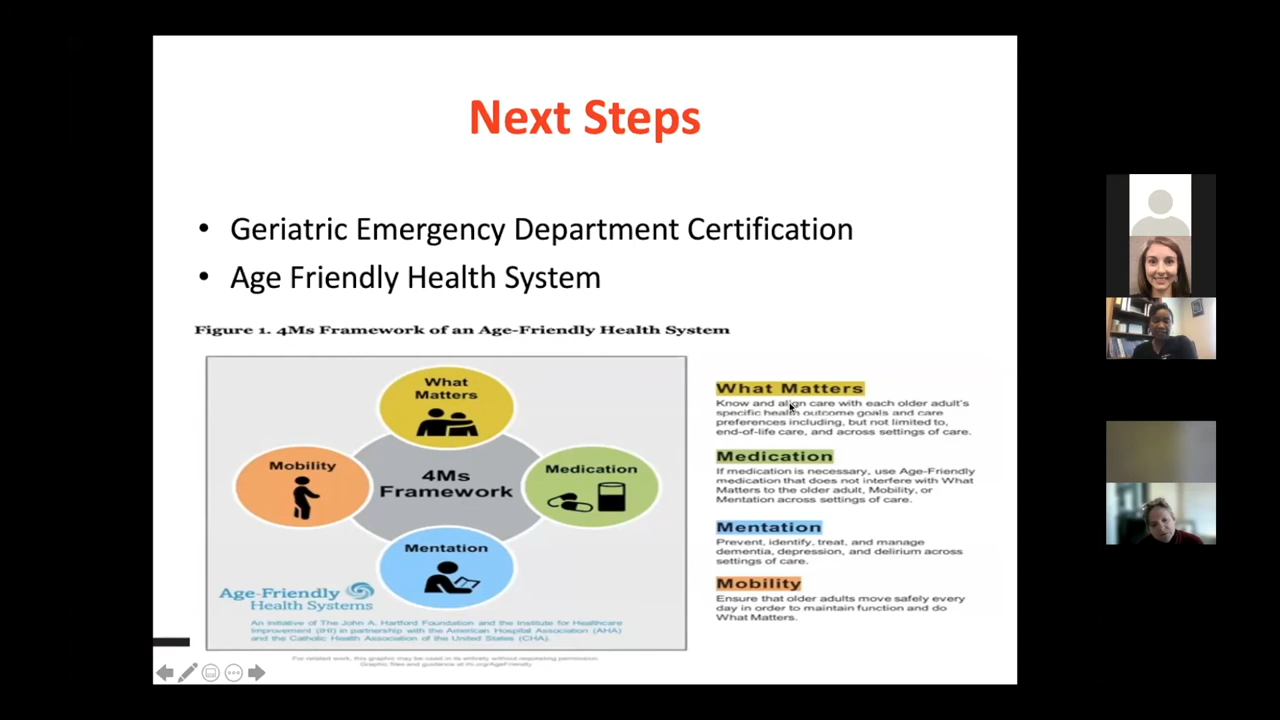 Next Steps
• Geriatric Emergency Department Certification
• Age Friendly Health System
Figure 1. 4Ms Framework of an Age-Friendly Health System
What
Matters
Mobility
4Ms
Framework
Medication
Mentation
Age-Friendly
Health Systems
An initiative of The John A. Hartford Foundation and the Institute for Healthcare
Improvement (IHI) in partnership with the American Hospital Association (AHA)
and the Catholic Health Association of the United States (CHA).
What Matters
Know and align care with each older adult's
specific health outcome goals and care
preferences including, but not limited to,
end-of-life care, and across settings of care.
Medication
If medication is necessary, use Age-Friendly
medication that does not interfere with What
Matters to the older adult, Mobility, or
Mentation across settings of care.
Mentation
Prevent, identify, treat, and manage
dementia, depression, and delirium across
settings of care.
Mobility
Ensure that older adults move safely every
day in order to maintain function and do
What Matters.
For related work, this graphic may be used in its entirety without requesting permission.
Graphic files and guidance at ihi.org/AgeFriendly